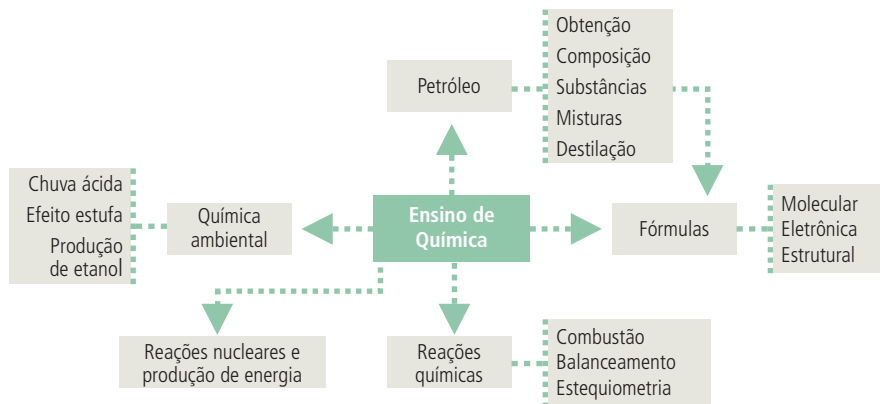 Obtenção
Composição
Substâncias
Misturas
Destilação
Petróleo
Chuva ácida
Efeito estufa
Produção
de etanol
Química
ambiental
Ensino de
Química
Fórmulas
Molecular
Eletrônica
Estrutural
Reações nucleares e
produção de energia
Reações
químicas
Combustão
Balanceamento
Estequiometria